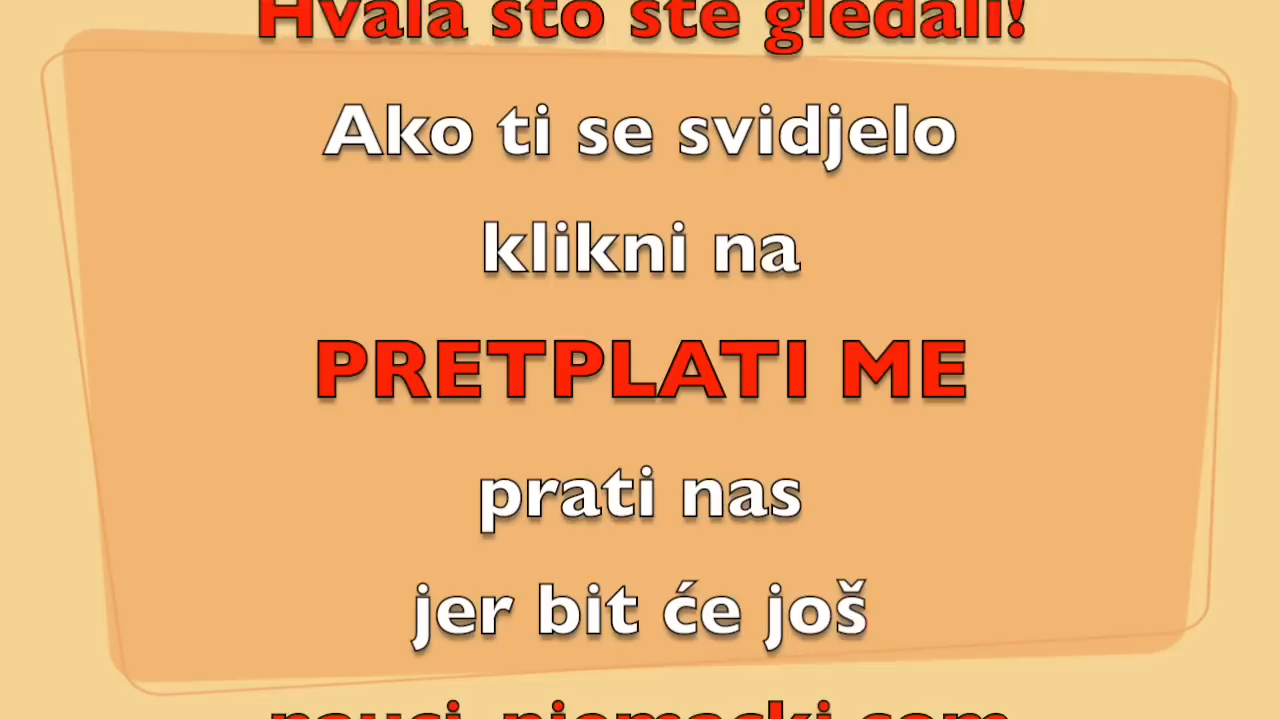 Hvala što ste gledali!
Ako ti se svidjelo
klikni na
PRETPLATI ME
prati nas
jer bit će još